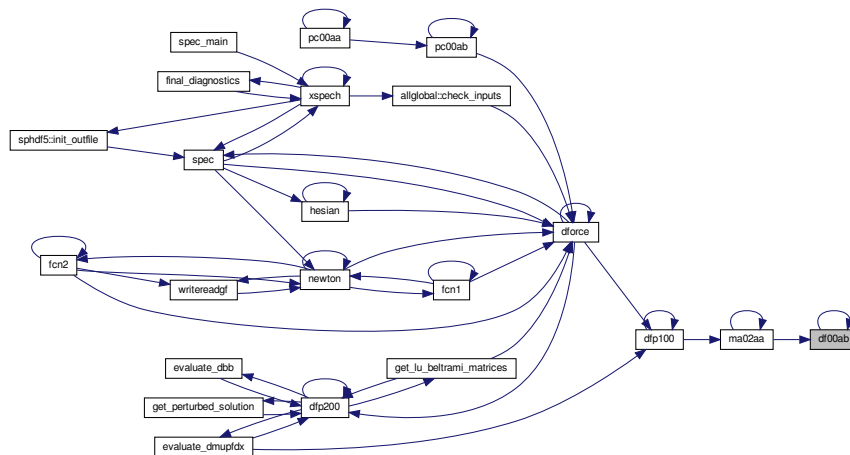 spec_main
pc00aa
pc00ab
final_diagnostics
xspech
allglobal::check_inputs
sphdf5::init_outfile
spec
hesian
dforce
fcn2
newton
writereadgf
fcn1
dfp100
ma02aa
df00ab
evaluate_dbb
get_lu_beltrami_matrices
get_perturbed_solution
dfp200
evaluate_dmupfdx